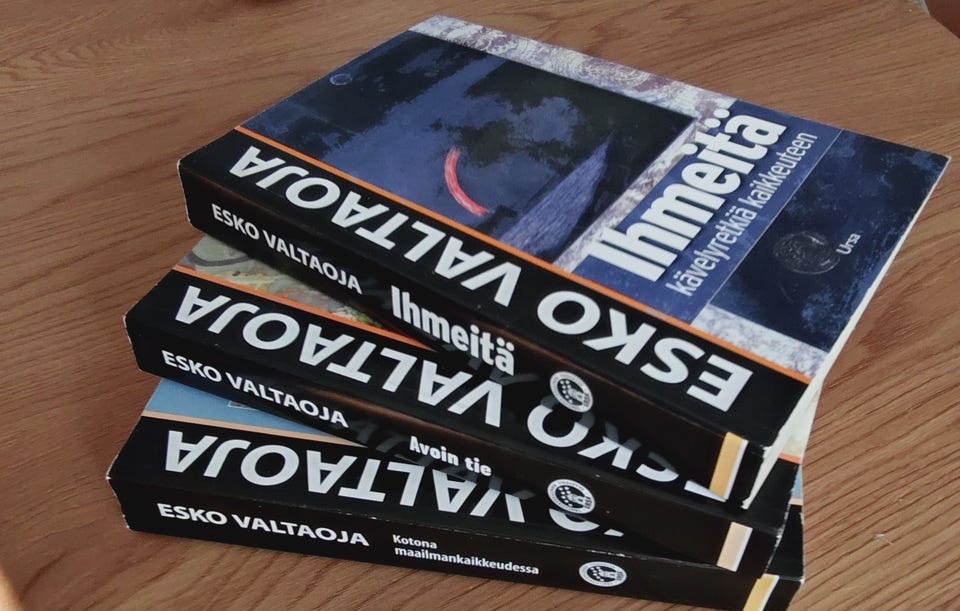 ESKO VALTAOJA
Ihmeitä
kävelyretkiä kaikkeuteen
Ursa
ESKO VALTAOJA
Ihmeitä
ESKO VALTAOJA
ESKO VALTAOJA
Avoin tie
VALTAOJA
ESKO VALTAOJA
Kotona
maailmankaikkeudessa